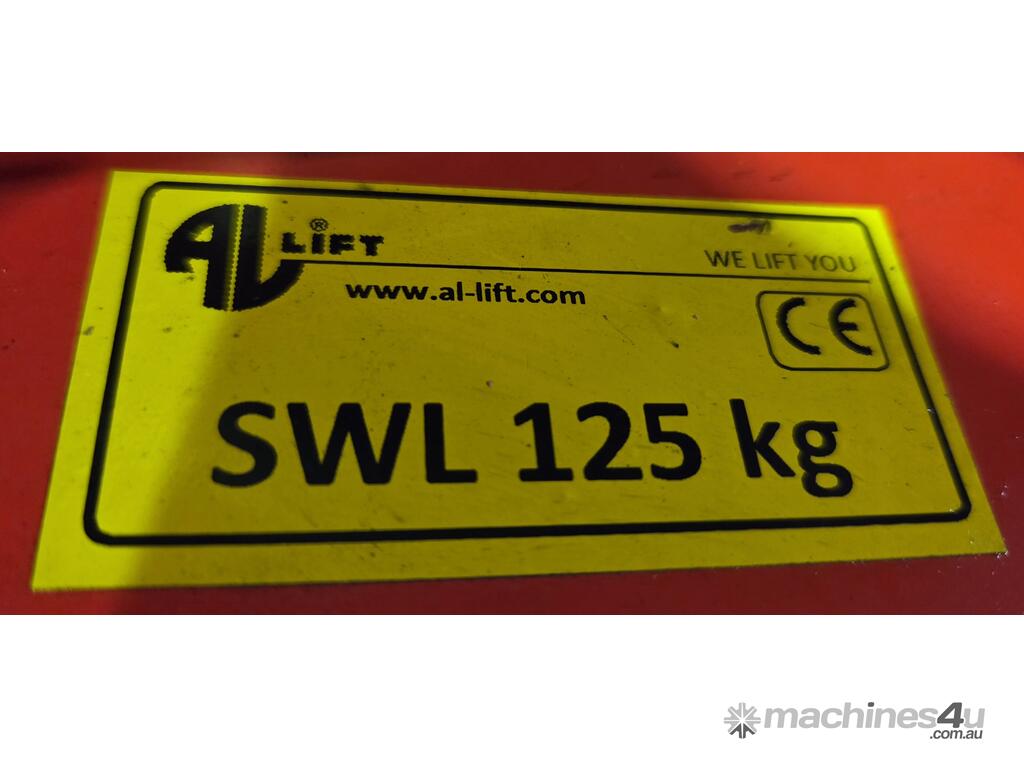 AL LIFT ®
WE LIFT YOU
www.al-lift.com
CE
SWL 125 kg
machines4u
.com.au